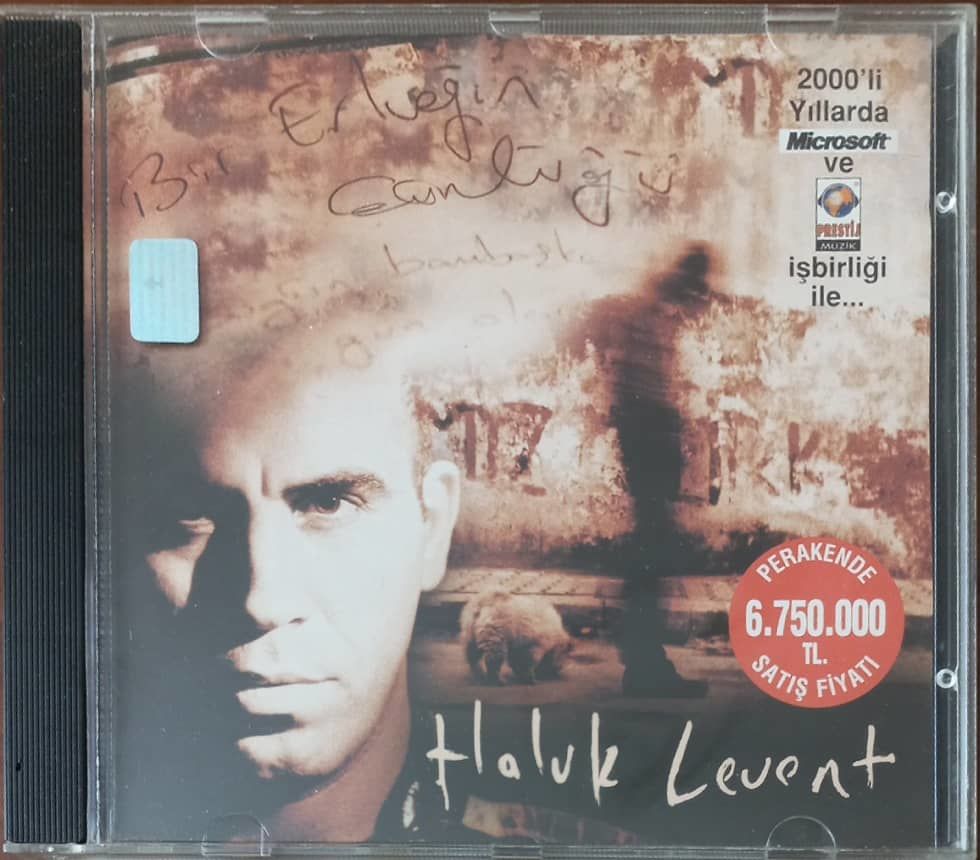 Bir Erkeğin
Günlüğü
2000'li
Yıllarda
Microsoft
ve
PRESTİJ
MÜZİK
işbirliği
ile...
PERAKENDE
6.750.000
TL.
SATIŞ FİYATI
Haluk Levent